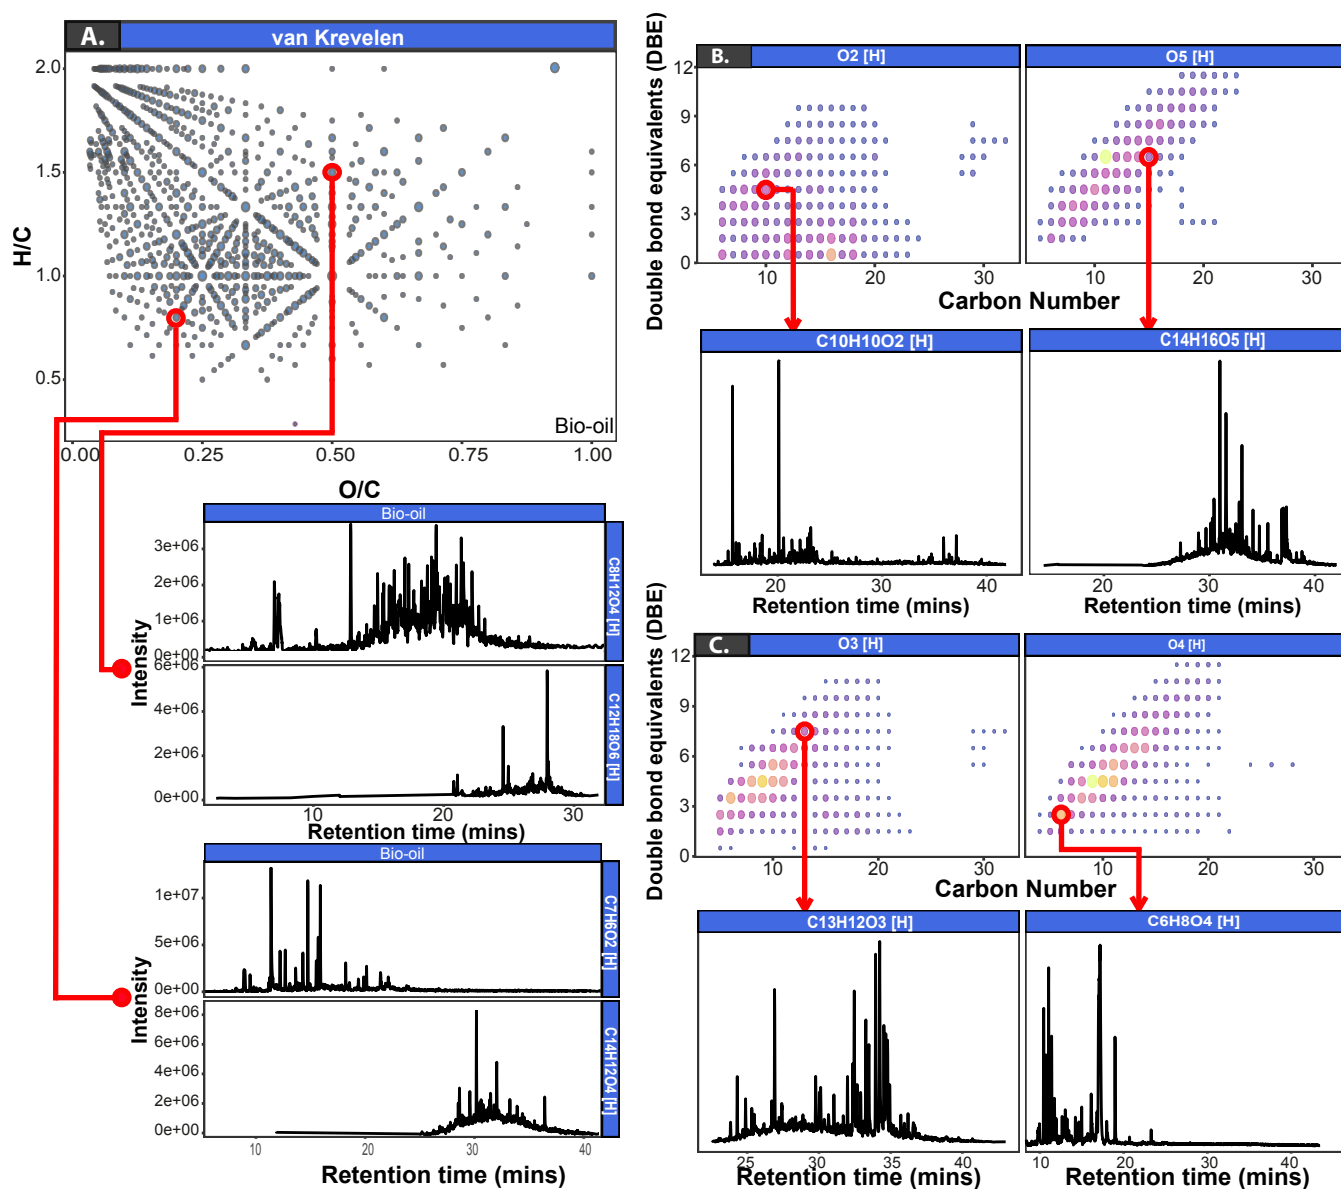 A.
van Krevelen
2.0
1.5
1.0
0.5
H/C
Bio-oil
0.00
0.25
0.50
0.75
1.00
O/C
Bio-oil
3e+06
2e+06
1e+06
0e+00
C8H12O4 [H]
Intensity
6e+06
4e+06
2e+06
0e+00
C12H18O6 [H]
10
20
30
Retention time (mins)
Bio-oil
1e+07
5e+06
0e+00
C7H6O2 [H]
Intensity
8e+06
6e+06
4e+06
2e+06
0e+00
C14H12O4 [H]
10
20
30
40
Retention time (mins)
B.
O2 [H]
O5 [H]
Double bond equivalents (DBE)
12
9
6
3
0
10
20
30
10
20
30
Carbon Number
C10H10O2 [H]
C14H16O5 [H]
20
30
40
20
30
40
Retention time (mins)
Retention time (mins)
C.
O3 [H]
O4 [H]
Double bond equivalents (DBE)
12
9
6
3
0
10
20
30
10
20
30
Carbon Number
C13H12O3 [H]
C6H8O4 [H]
25
30
35
40
10
20
30
40
Retention time (mins)
Retention time (mins)